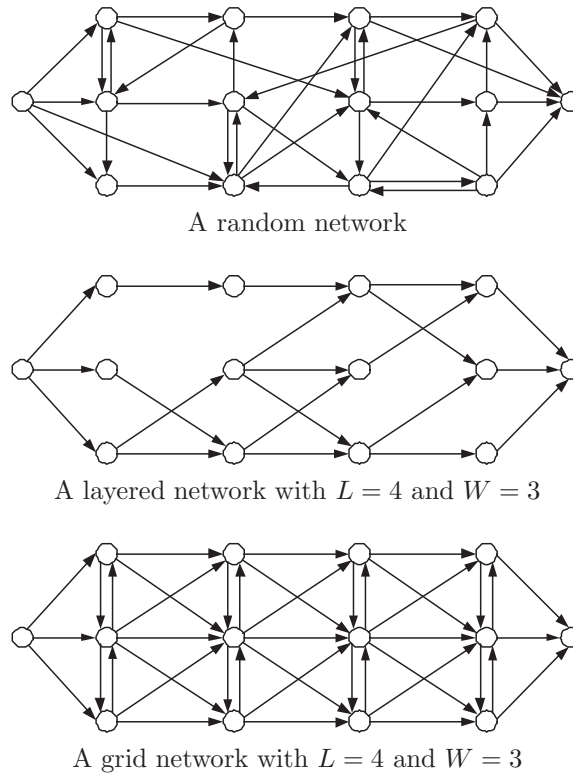 A random network
A layered network with L = 4 and W = 3
A grid network with L = 4 and W = 3